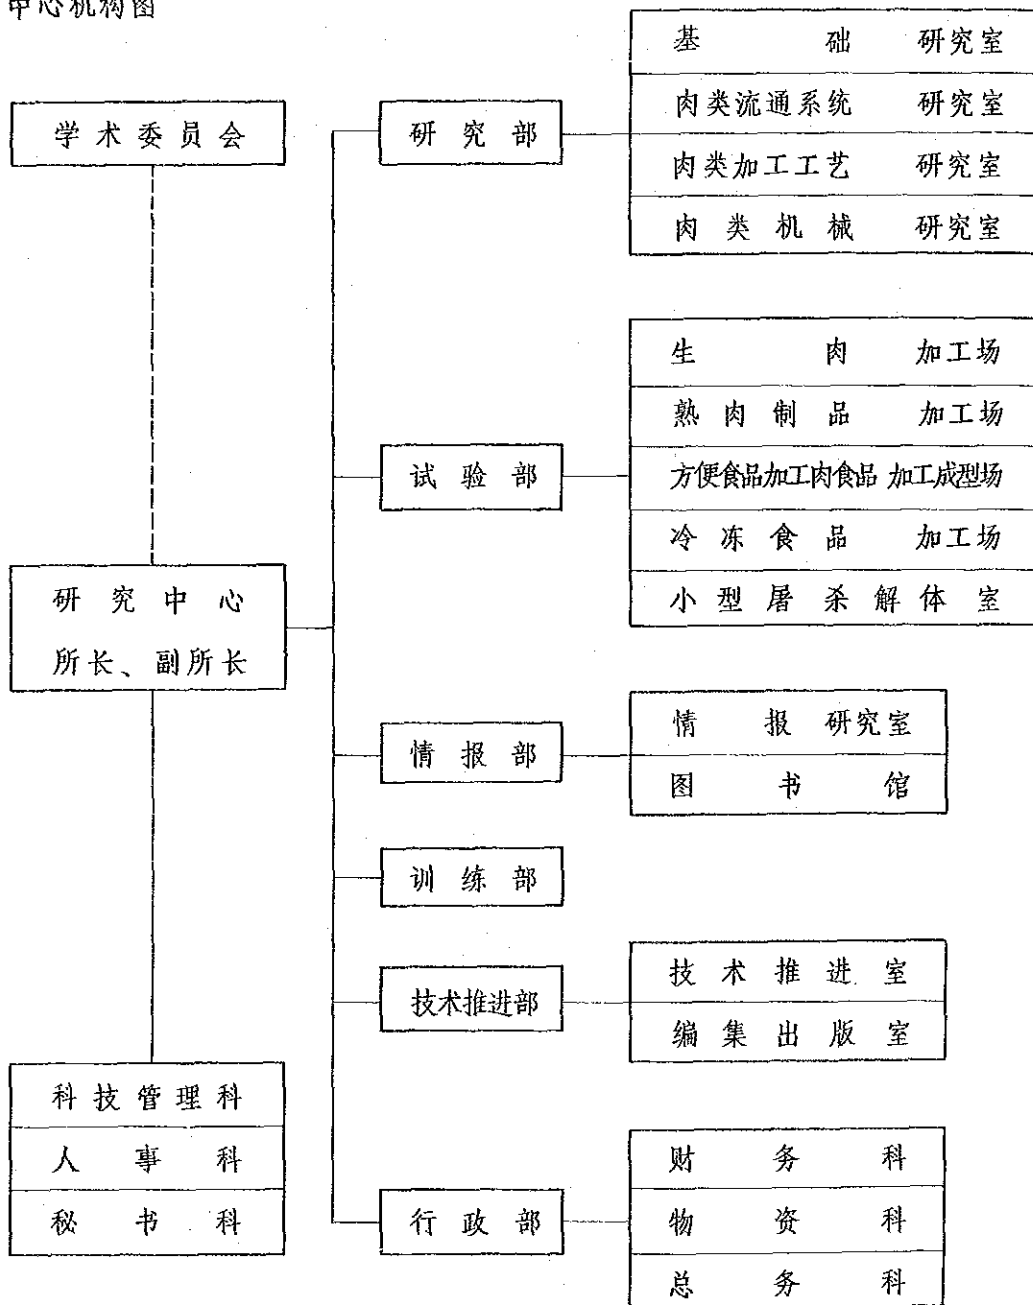 中心机构图
学术委员会
研究中心
所长、副所长
科技管理科
人事科
秘书科
研究部
基础 研究室
肉类流通系统 研究室
肉类加工工艺 研究室
肉类机械 研究室
试验部
生肉 加工场
熟肉制品 加工场
方便食品加工肉食品 加工成型场
冷冻食品 加工场
小型屠杀解体室
情报部
情报 研究室
图书馆
训练部
技术推进部
技术推进室
编集出版室
行政部
财务科
物资科
总务科